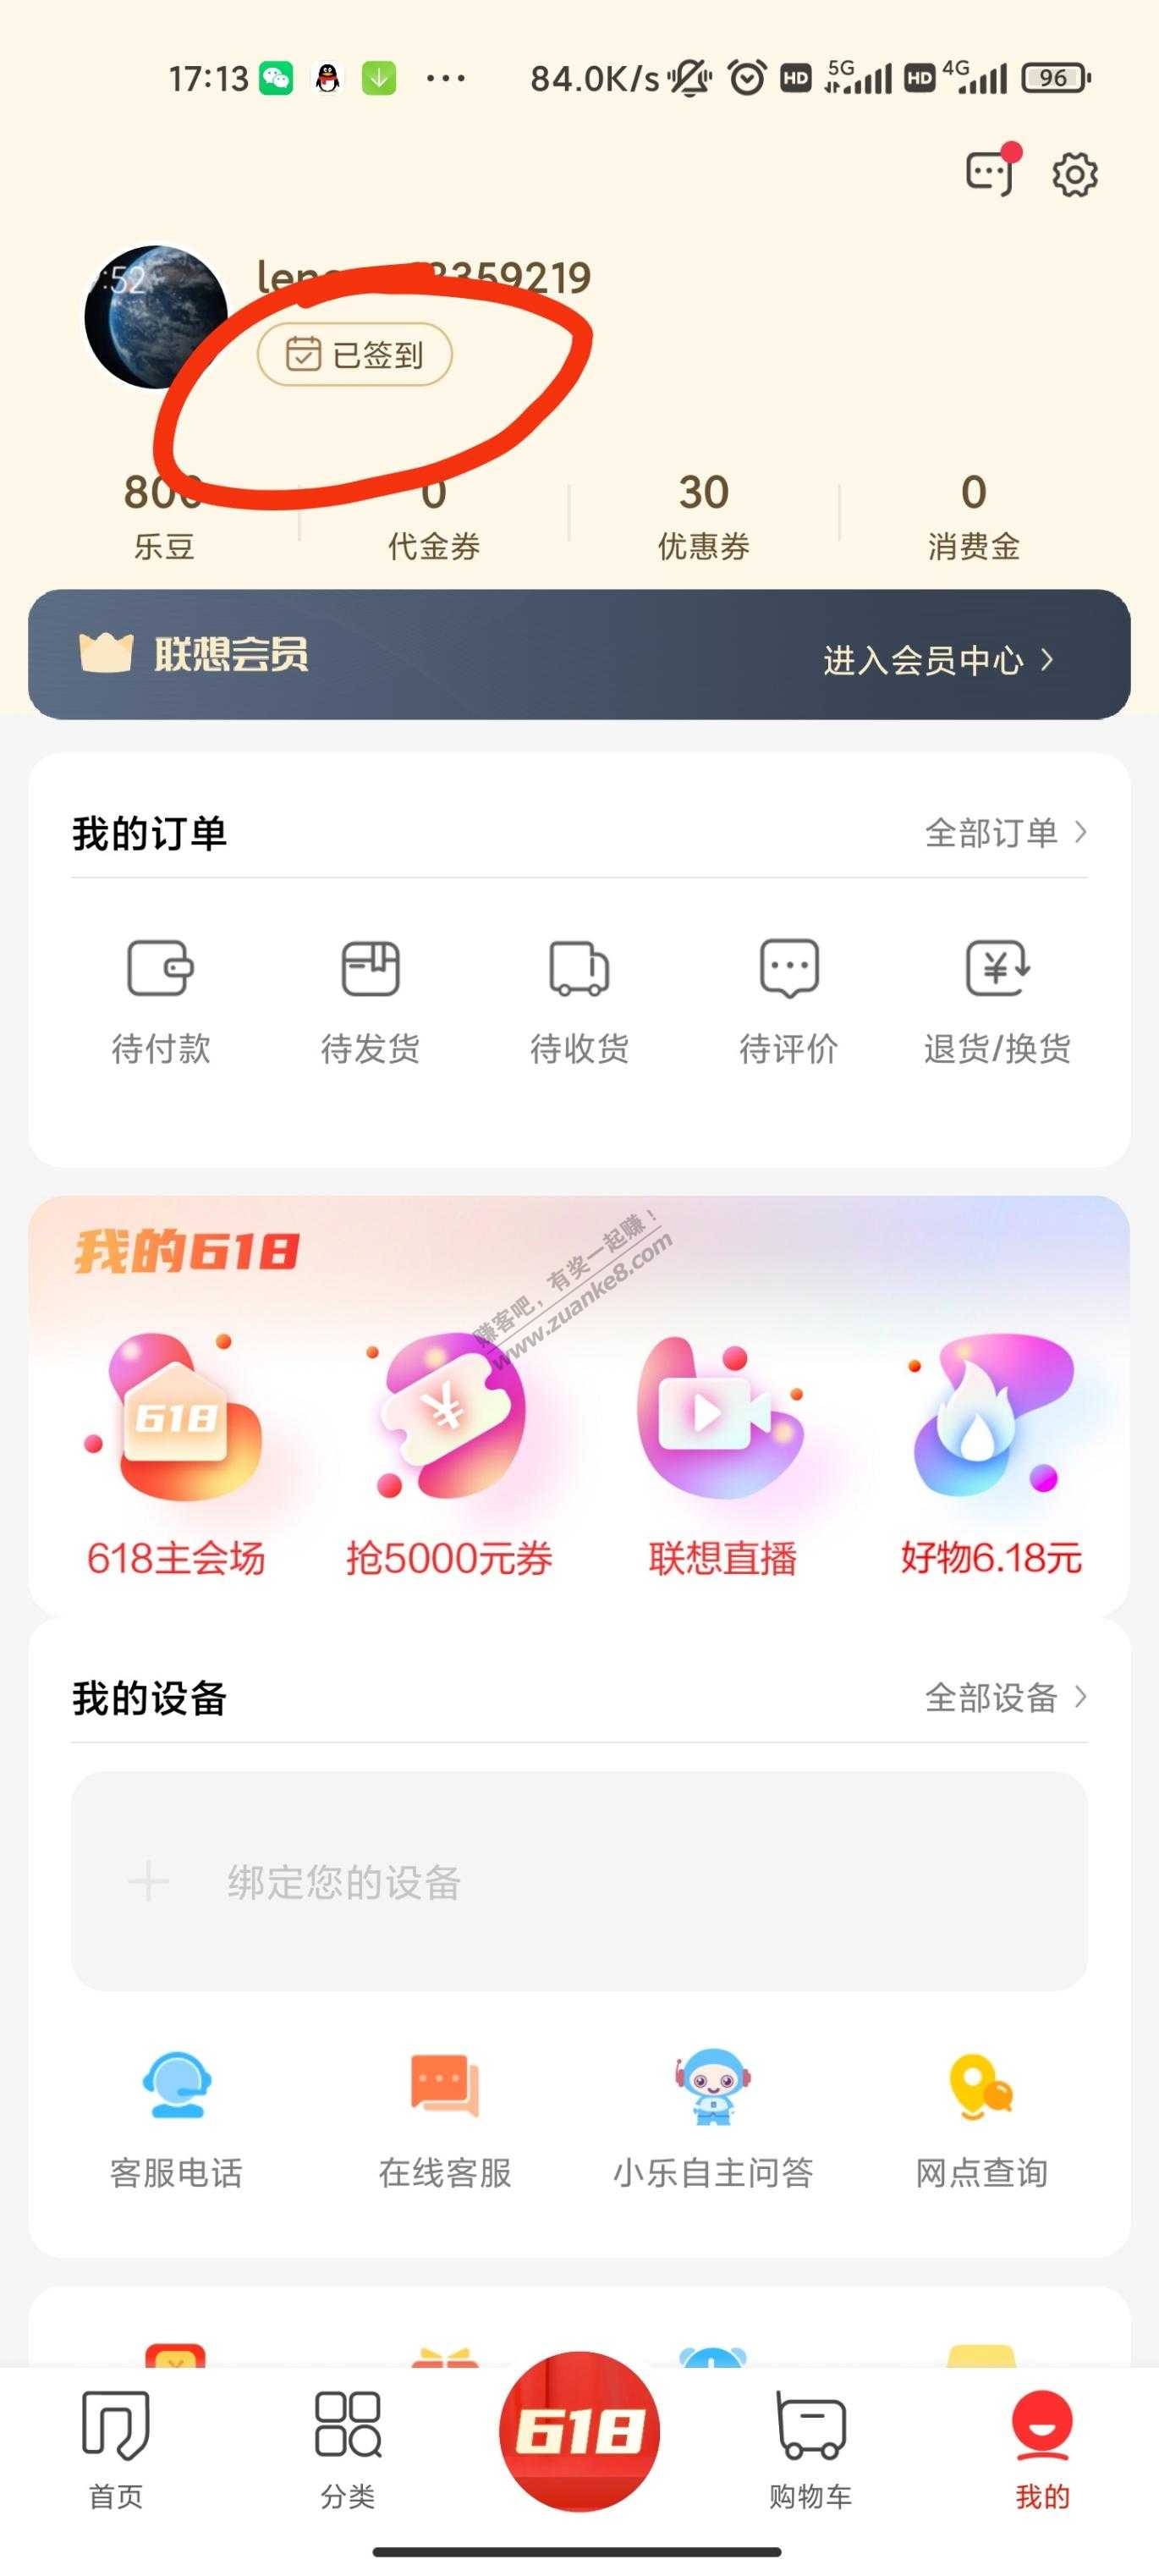 17:13 84.0K/s HD 5G HD 4G 96
:52
3359219
已签到
800 0 30 0
乐豆 代金券 优惠券 消费金
联想会员 进入会员中心
我的订单 全部订单
待付款 待发货 待收货 待评价 退货/换货
我的618
赚客吧，有奖一起赚！
www.zuanke8.com
618
618主会场 抢5000元券 联想直播 好物6.18元
我的设备 全部设备
绑定您的设备
客服电话 在线客服 小乐自主问答 网点查询
618
首页 分类 购物车 我的